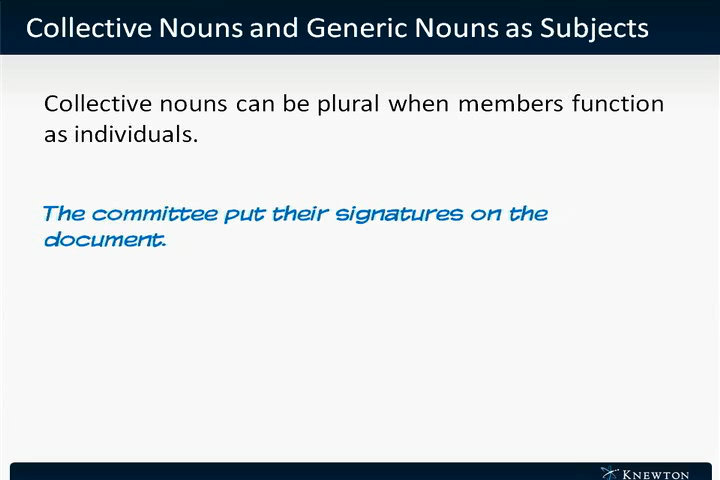 Collective Nouns and Generic Nouns as Subjects
Collective nouns can be plural when members function
as individuals.
The committee put their signatures on the
document.
KNEWTON